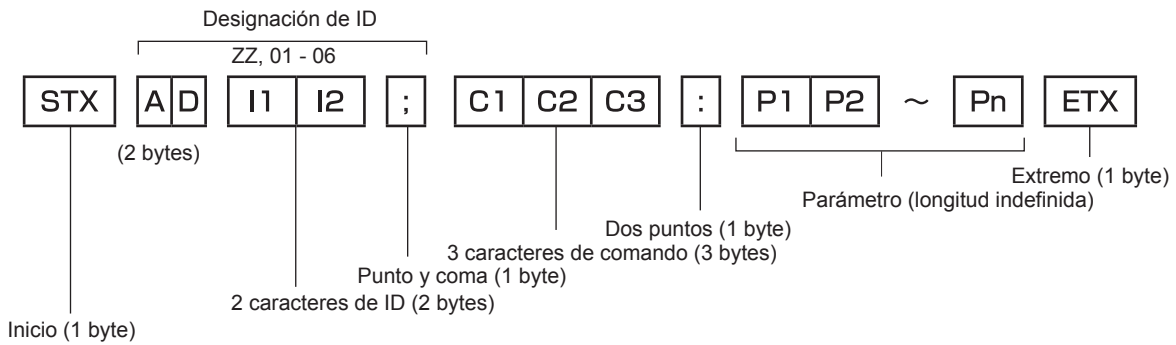 Designación de ID
ZZ, 01 - 06
STX A D I1 I2 ; C1 C2 C3 : P1 P2 ~ Pn ETX
(2 bytes)
Extremo (1 byte)
Parámetro (longitud indefinida)
Dos puntos (1 byte)
3 caracteres de comando (3 bytes)
Punto y coma (1 byte)
2 caracteres de ID (2 bytes)
Inicio (1 byte)